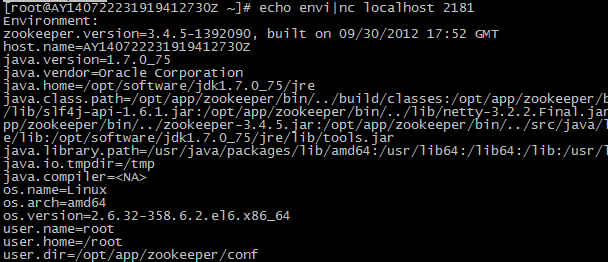 [root@AY140722231919412730Z ~]# echo envi|nc localhost 2181
Environment:
zookeeper.version=3.4.5-1392090, built on 09/30/2012 17:52 GMT
host.name=AY140722231919412730Z
java.version=1.7.0_75
java.vendor=Oracle Corporation
java.home=/opt/software/jdk1.7.0_75/jre
java.class.path=/opt/app/zookeeper/bin/../build/classes:/opt/app/zookeeper/b
/lib/slf4j-api-1.6.1.jar:/opt/app/zookeeper/bin/../lib/netty-3.2.2.Final.jar
pp/zookeeper/bin/../zookeeper-3.4.5.jar:/opt/app/zookeeper/bin/../src/java/l
e/lib:/opt/software/jdk1.7.0_75/jre/lib/tools.jar
java.library.path=/usr/java/packages/lib/amd64:/usr/lib64:/lib64:/lib:/usr/l
java.io.tmpdir=/tmp
java.compiler=<NA>
os.name=Linux
os.arch=amd64
os.version=2.6.32-358.6.2.el6.x86_64
user.name=root
user.home=/root
user.dir=/opt/app/zookeeper/conf